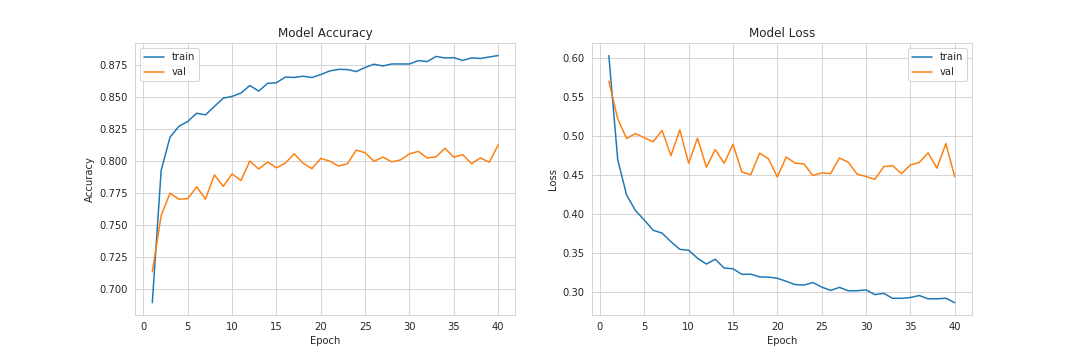 Model Accuracy
train
val
0.875
0.850
0.825
0.800
0.775
0.750
0.725
0.700
Accuracy
0 5 10 15 20 25 30 35 40
Epoch
Model Loss
train
val
0.60
0.55
0.50
0.45
0.40
0.35
0.30
Loss
0 5 10 15 20 25 30 35 40
Epoch